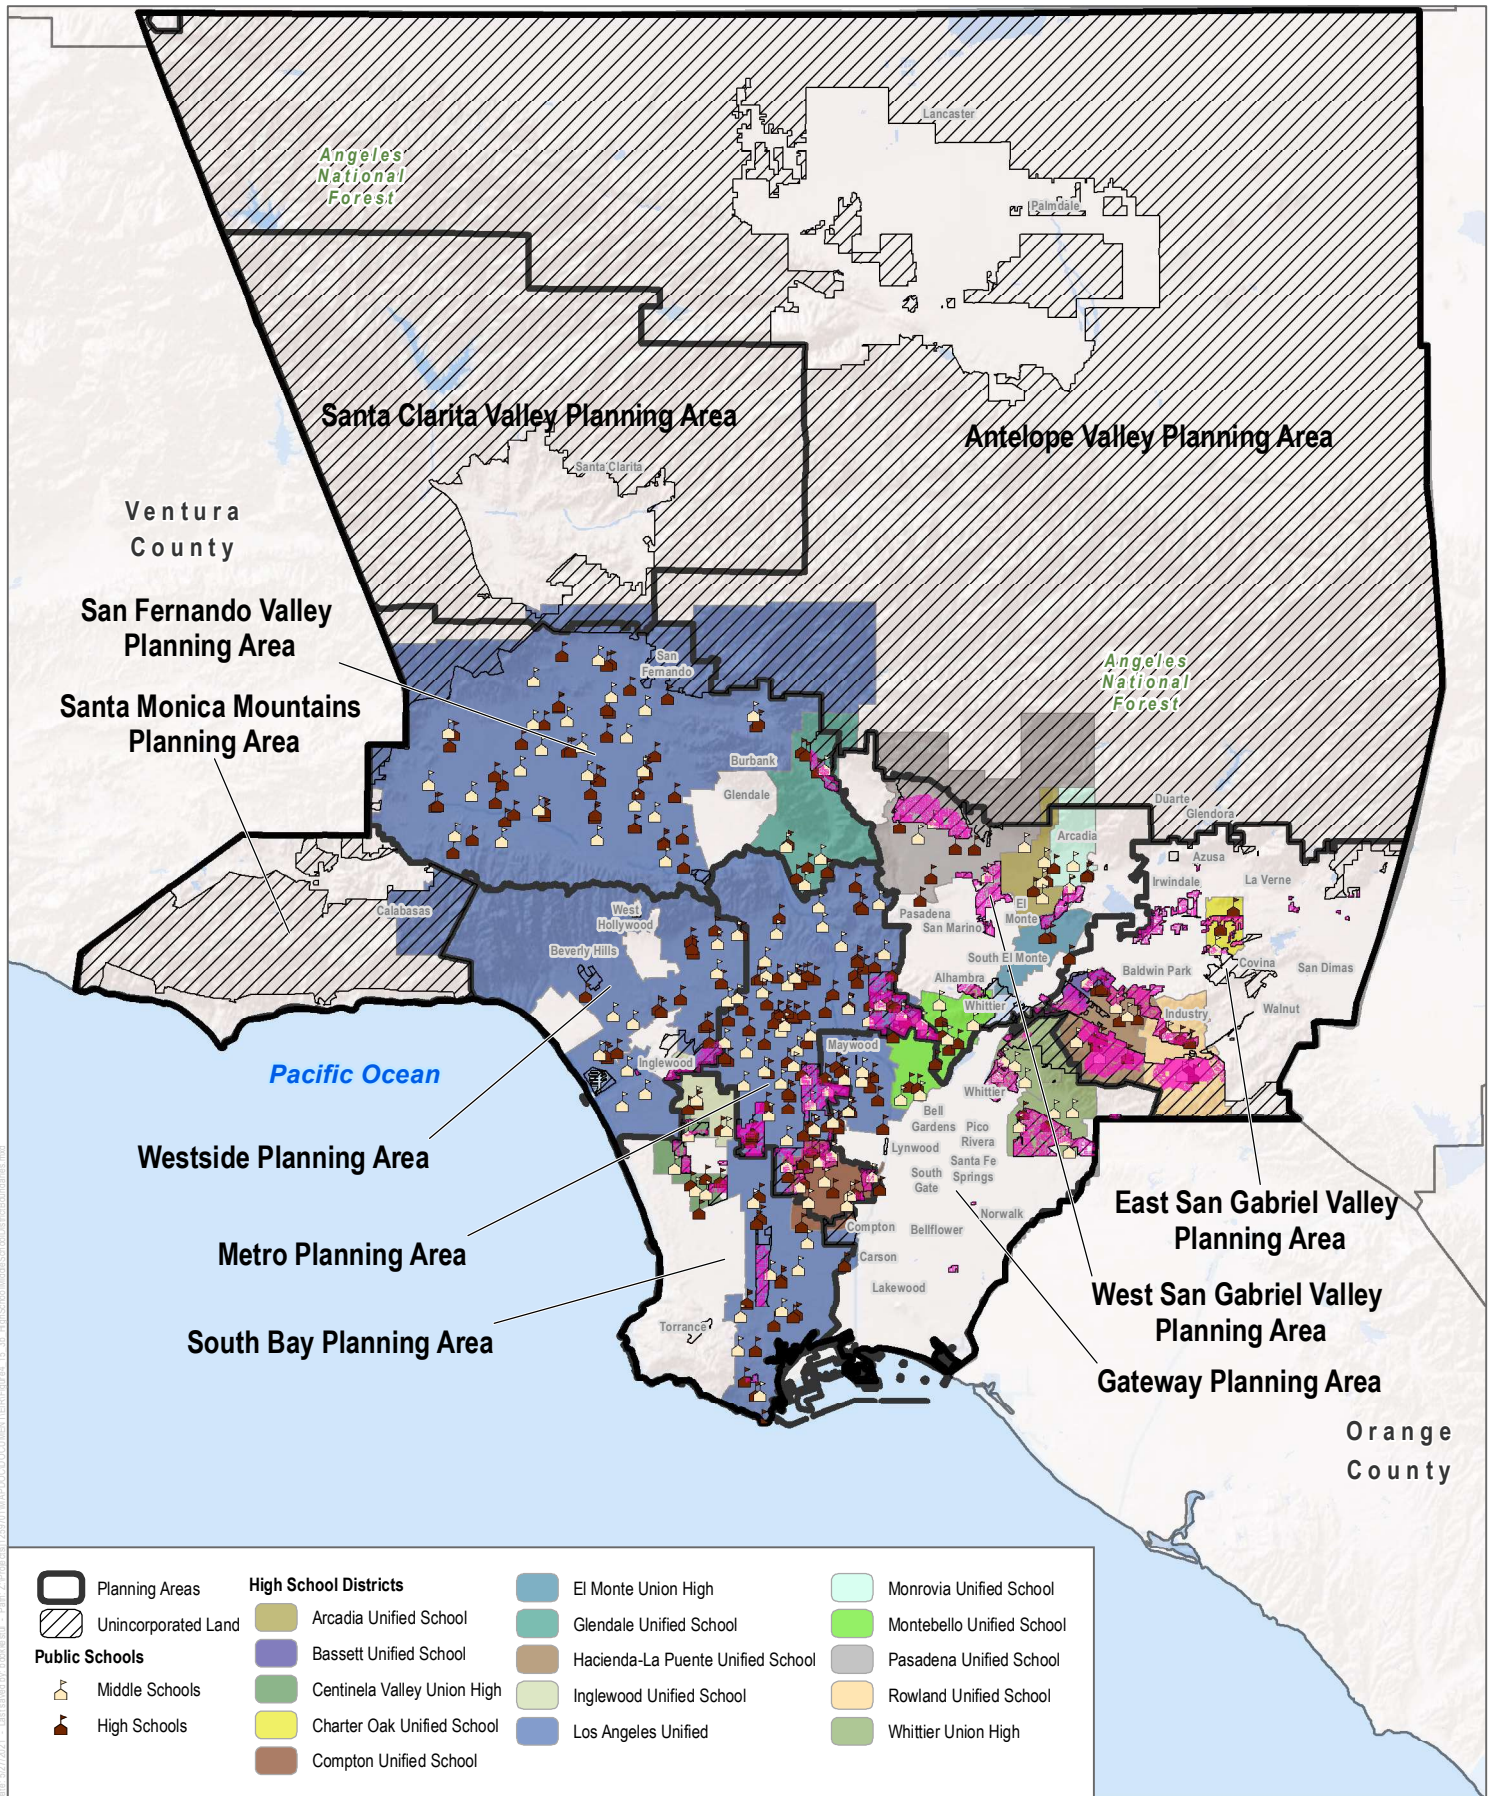 Lancaster
Angeles
National
Forest
Palmdale
Santa Clarita Valley Planning Area
Antelope Valley Planning Area
Santa Clarita
Ventura
County
San Fernando Valley
Planning Area
San
Fernando
Angeles
National
Forest
Santa Monica Mountains
Planning Area
Burbank
Glendale
Duarte
Glendora
Arcadia
Azusa
Irwindale
La Verne
Calabasas
West
Hollywood
Pasadena
San Marino
El
Monte
Beverly Hills
South El Monte
Baldwin Park
Covina
San Dimas
Alhambra
Whittier
Industry
Walnut
Maywood
Inglewood
Pacific Ocean
Whittier
Bell
Gardens
Pico
Rivera
Westside Planning Area
Lynwood
South
Gate
Santa Fe
Springs
East San Gabriel Valley
Planning Area
Norwalk
Compton
Bellflower
Metro Planning Area
Carson
Lakewood
West San Gabriel Valley
Planning Area
South Bay Planning Area
Torrance
Gateway Planning Area
Orange
County
Planning Areas
Unincorporated Land
Public Schools
Middle Schools
High Schools
High School Districts
Arcadia Unified School
Bassett Unified School
Centinela Valley Union High
Charter Oak Unified School
Compton Unified School
El Monte Union High
Glendale Unified School
Hacienda-La Puente Unified School
Inglewood Unified School
Los Angeles Unified
Monrovia Unified School
Montebello Unified School
Pasadena Unified School
Rowland Unified School
Whittier Union High